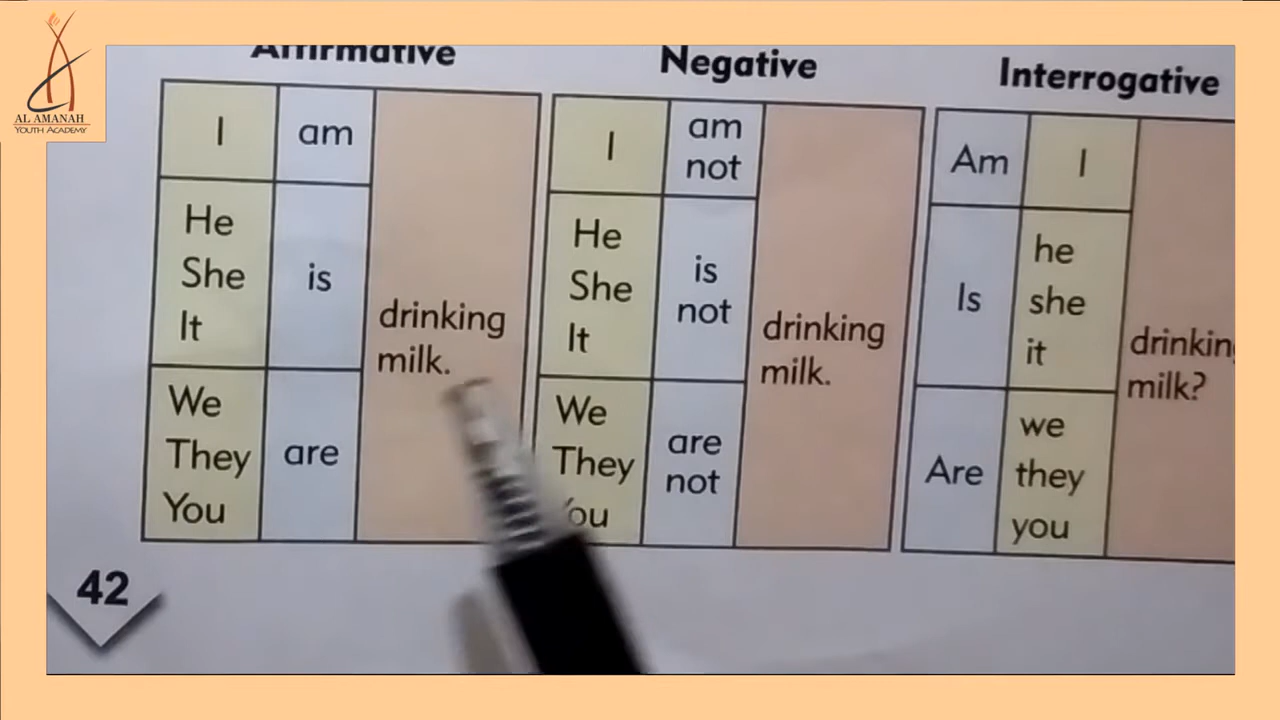 AL AMANAH
YOUTH ACADEMY
Affirmative
I
am
He
She
It
is
We
They
You
are
drinking
milk.
Negative
I
am
not
He
She
It
is
not
We
They
are
not
drinking
milk.
Interrogative
Am
I
Is
he
she
it
Are
we
they
you
milk?
42